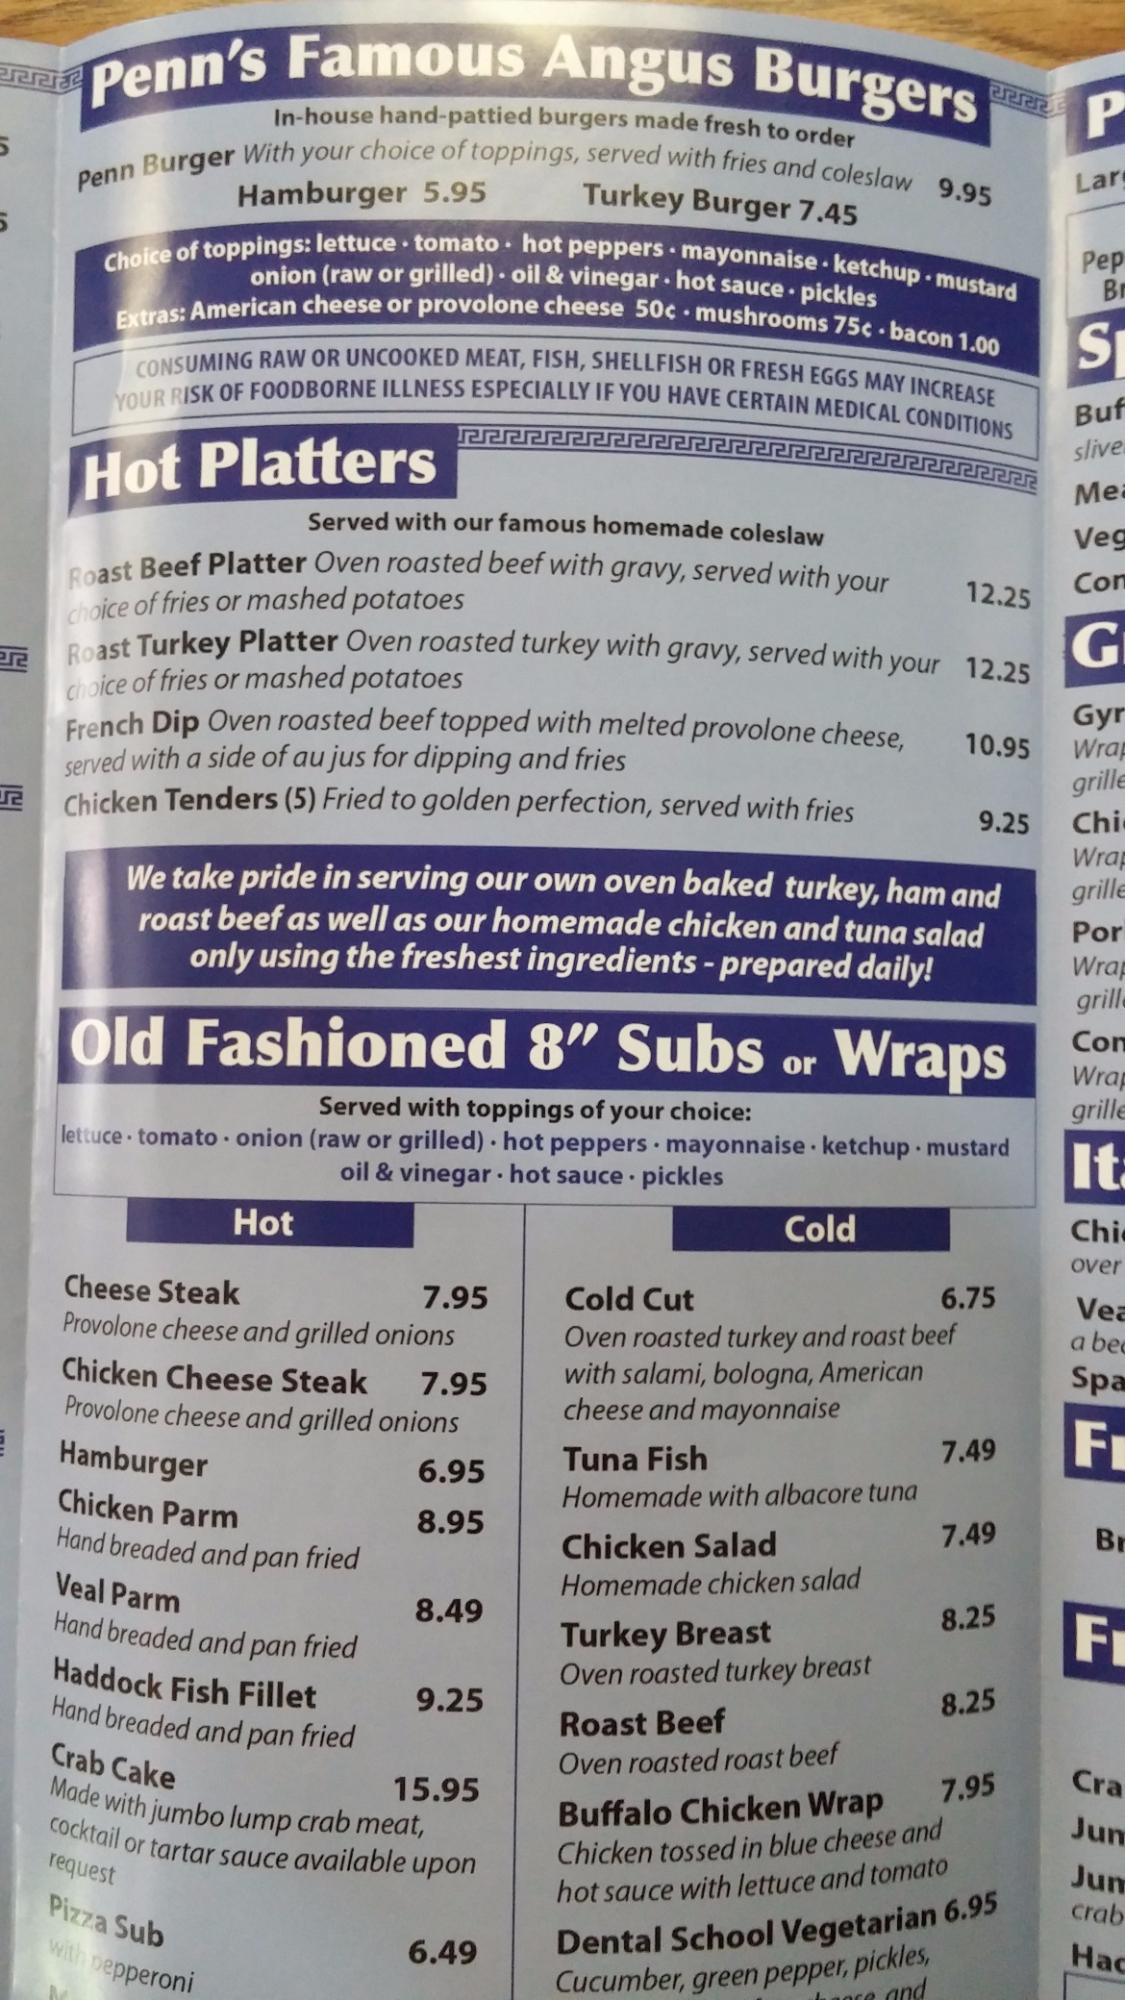 Penn's Famous Angus Burgers
In-house hand-pattied burgers made fresh to order
Penn Burger With your choice of toppings, served with fries and coleslaw 9.95
Hamburger 5.95 Turkey Burger 7.45
Choice of toppings: lettuce · tomato · hot peppers · mayonnaise · ketchup · mustard
onion (raw or grilled) · oil & vinegar · hot sauce · pickles
Extras: American cheese or provolone cheese 50¢ · mushrooms 75¢ · bacon 1.00
CONSUMING RAW OR UNCOOKED MEAT, FISH, SHELLFISH OR FRESH EGGS MAY INCREASE
YOUR RISK OF FOODBORNE ILLNESS ESPECIALLY IF YOU HAVE CERTAIN MEDICAL CONDITIONS
Hot Platters
Served with our famous homemade coleslaw
Roast Beef Platter Oven roasted beef with gravy, served with your 12.25
choice of fries or mashed potatoes
Roast Turkey Platter Oven roasted turkey with gravy, served with your 12.25
choice of fries or mashed potatoes
French Dip Oven roasted beef topped with melted provolone cheese, 10.95
served with a side of au jus for dipping and fries
Chicken Tenders (5) Fried to golden perfection, served with fries 9.25
We take pride in serving our own oven baked turkey, ham and
roast beef as well as our homemade chicken and tuna salad
only using the freshest ingredients - prepared daily!
Old Fashioned 8" Subs or Wraps
Served with toppings of your choice:
lettuce · tomato · onion (raw or grilled) · hot peppers · mayonnaise · ketchup · mustard
oil & vinegar · hot sauce · pickles
Hot
Cheese Steak 7.95
Provolone cheese and grilled onions
Chicken Cheese Steak 7.95
Provolone cheese and grilled onions
Hamburger 6.95
Chicken Parm 8.95
Hand breaded and pan fried
Veal Parm 8.49
Hand breaded and pan fried
Haddock Fish Fillet 9.25
Hand breaded and pan fried
Crab Cake 15.95
Made with jumbo lump crab meat,
cocktail or tartar sauce available upon
request
Pizza Sub 6.49
with pepperoni
Cold
Cold Cut 6.75
Oven roasted turkey and roast beef
with salami, bologna, American
cheese and mayonnaise
Tuna Fish 7.49
Homemade with albacore tuna
Chicken Salad 7.49
Homemade chicken salad
Turkey Breast 8.25
Oven roasted turkey breast
Roast Beef 8.25
Oven roasted roast beef
Buffalo Chicken Wrap 7.95
Chicken tossed in blue cheese and
hot sauce with lettuce and tomato
Dental School Vegetarian 6.95
Cucumber, green pepper, pickles,
and